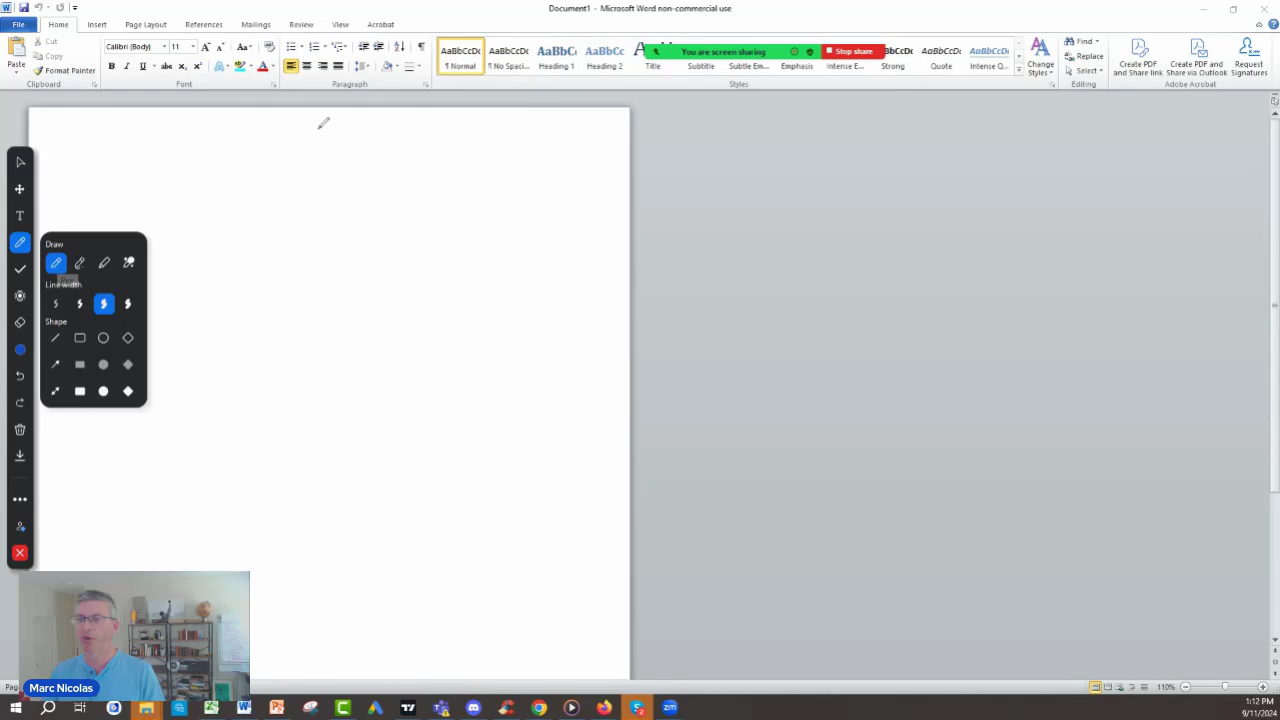 Document1 - Microsoft Word non-commercial use
File Home Insert Page Layout References Mailings Review View Acrobat
Cut
Copy
Format Painter
Clipboard
Calibri (Body) 11
Font
Paragraph
AaBbCcDc AaBbCcDc AaBbC AaBbCc
¶ Normal ¶ No Spaci... Heading 1 Heading 2 Title Subtitle Subtle Em... Emphasis Intense E... Strong Quote Intense Q...
You are screen sharing Stop share
AaBbCcDc AaBbCcDc
Change Styles
Styles
Find
Replace
Select
Editing
Create PDF and Share link
Create PDF and Share via Outlook
Request Signatures
Adobe Acrobat
Draw
Line width
Shape
Marc Nicolas
110%
1:12 PM
9/11/2024